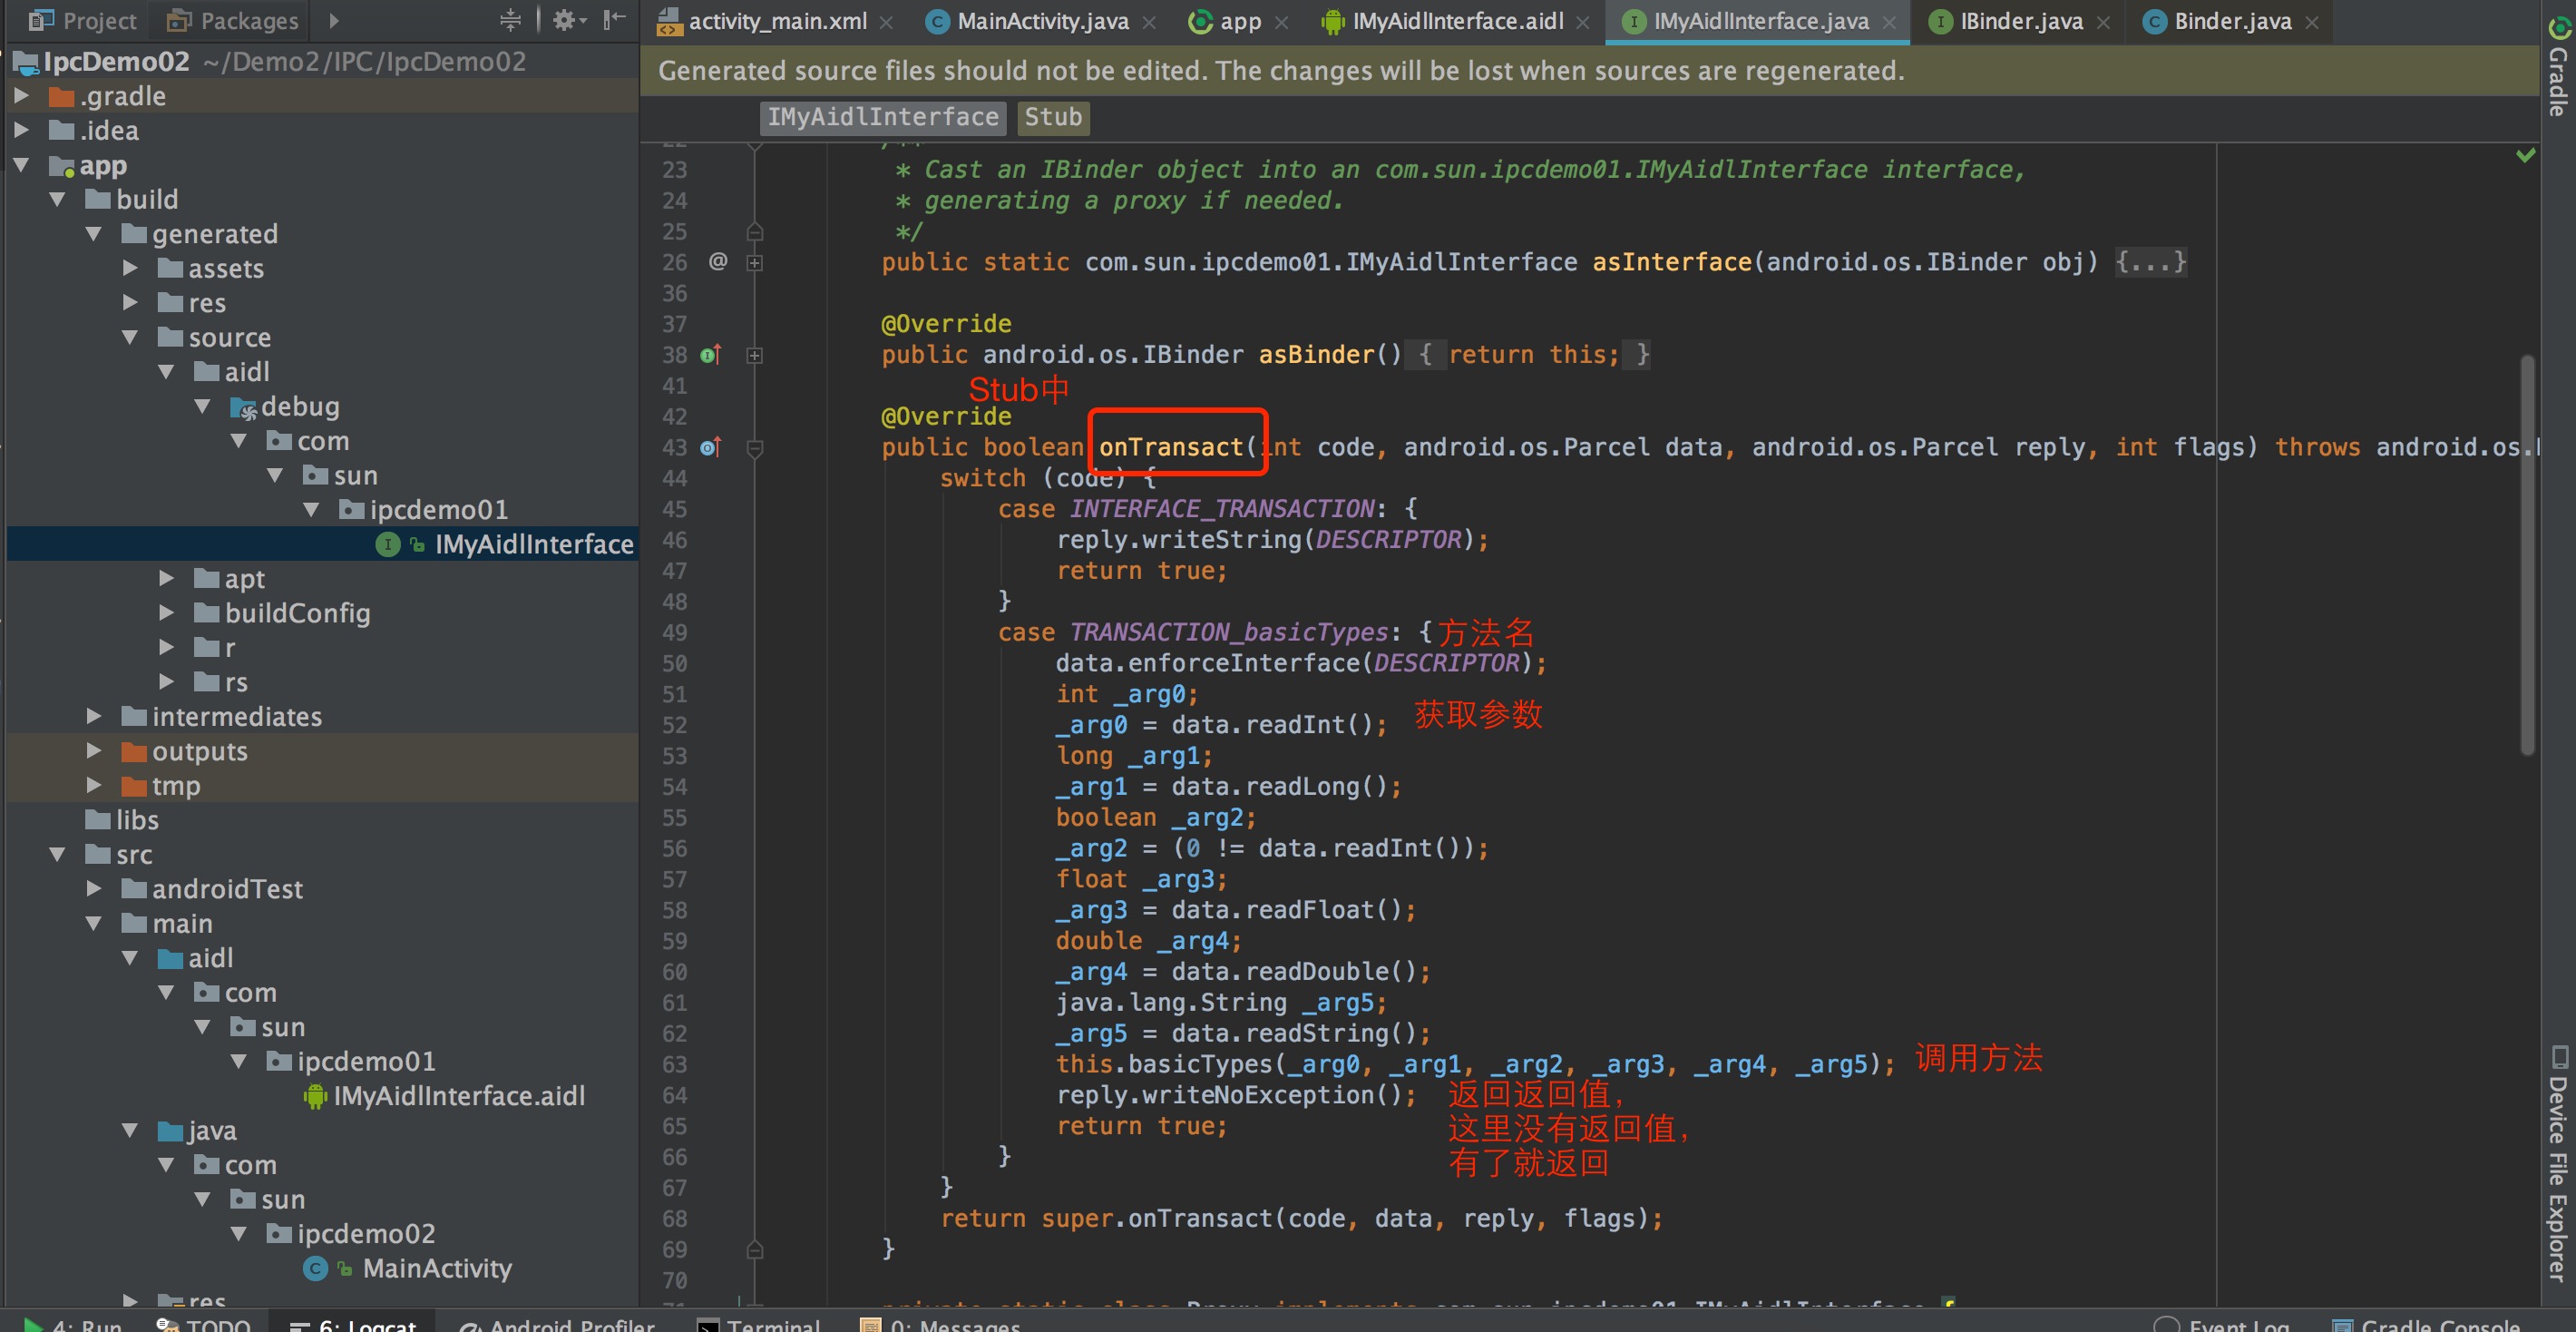 Project Packages
activity_main.xml MainActivity.java app IMyAidlInterface.aidl IMyAidlInterface.java IBinder.java Binder.java
Generated source files should not be edited. The changes will be lost when sources are regenerated.
IMyAidlInterface Stub
IpcDemo02 ~/Demo2/IPC/IpcDemo02
.gradle
.idea
app
build
generated
assets
res
source
aidl
debug
com
sun
ipcdemo01
IMyAidlInterface
apt
buildConfig
r
rs
intermediates
outputs
tmp
libs
src
androidTest
main
aidl
com
sun
ipcdemo01
IMyAidlInterface.aidl
java
com
sun
ipcdemo02
MainActivity
res
22 /**
23 * Cast an IBinder object into an com.sun.ipcdemo01.IMyAidlInterface interface,
24 * generating a proxy if needed.
25 */
26 @ public static com.sun.ipcdemo01.IMyAidlInterface asInterface(android.os.IBinder obj) {...}
36
37 @Override
38 public android.os.IBinder asBinder() { return this; }
41
Stub中
42 @Override
43 public boolean onTransact(int code, android.os.Parcel data, android.os.Parcel reply, int flags) throws android.os.
44 switch (code) {
45 case INTERFACE_TRANSACTION: {
46 reply.writeString(DESCRIPTOR);
47 return true;
48 }
49 case TRANSACTION_basicTypes: { 方法名
50 data.enforceInterface(DESCRIPTOR);
51 int _arg0;
52 _arg0 = data.readInt(); 获取参数
53 long _arg1;
54 _arg1 = data.readLong();
55 boolean _arg2;
56 _arg2 = (0 != data.readInt());
57 float _arg3;
58 _arg3 = data.readFloat();
59 double _arg4;
60 _arg4 = data.readDouble();
61 java.lang.String _arg5;
62 _arg5 = data.readString();
63 this.basicTypes(_arg0, _arg1, _arg2, _arg3, _arg4, _arg5); 调用方法
64 reply.writeNoException(); 返回返回值，
65 return true; 这里没有返回值，
66 } 有了就返回
67 }
68 return super.onTransact(code, data, reply, flags);
69 }
70
71 private static class Proxy implements com.sun.ipcdemo01.IMyAidlInterface {
Gradle
Device File Explorer
4: Run TODO 6: Logcat Android Profiler Terminal 0: Messages Event Log Gradle Console